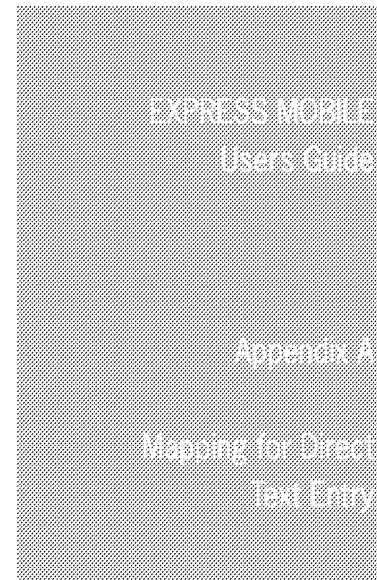 EXPRESS MOBILE
Users Guide
Appendix A
Mapping for Direct
Text Entry